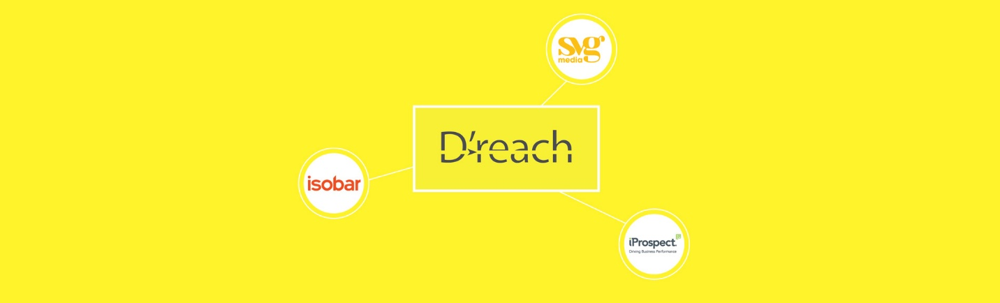 svg
media
D'reach
isobar
iProspect.
Driving Business Performance